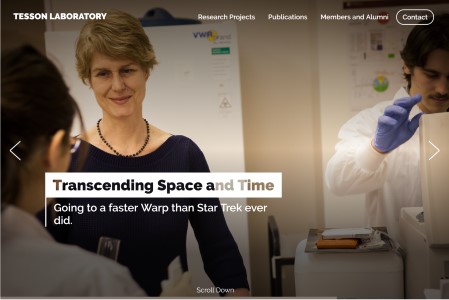 TESSON LABORATORY
Research Projects
Publications
Members and Alumni
Contact
VWR
Transcending Space and Time
Going to a faster Warp than Star Trek ever
did.
Scroll Down